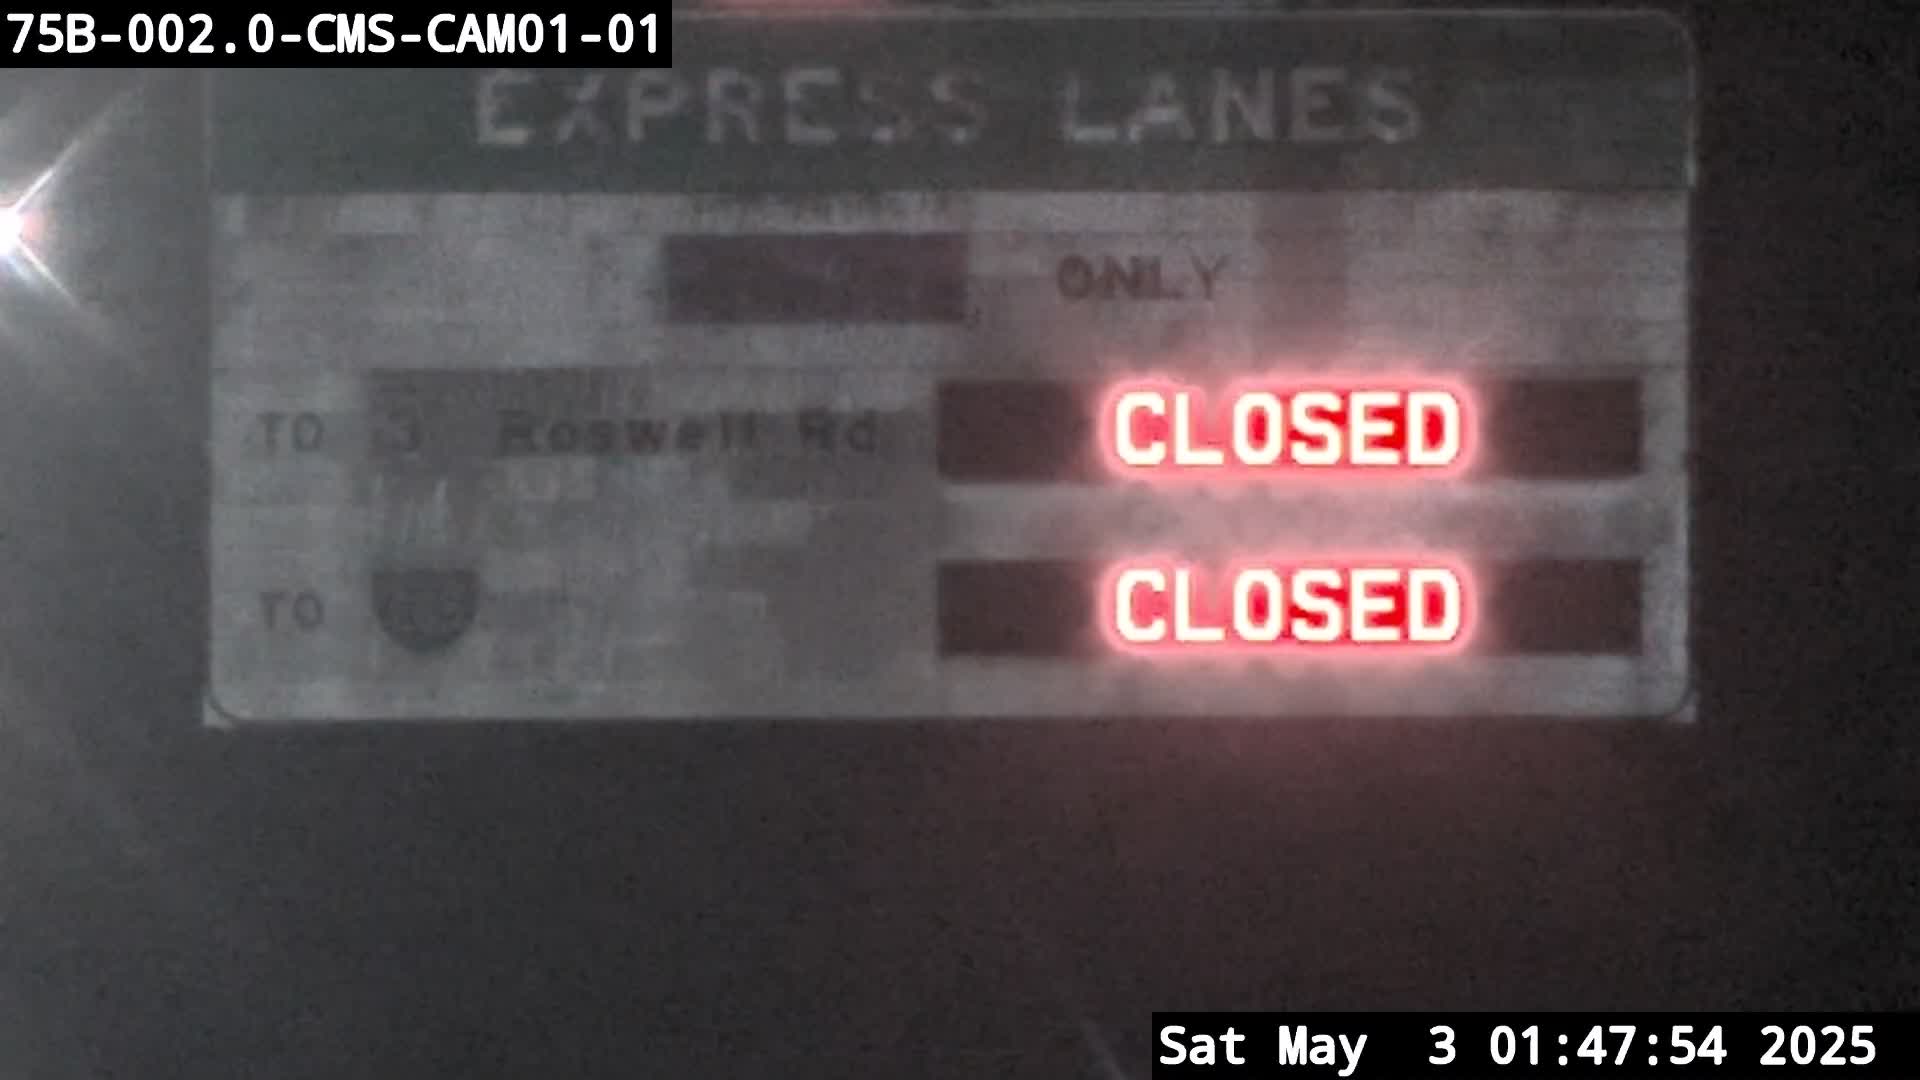 75B-002.0-CMS-CAM01-01
EXPRESS LANES
ONLY
TO 3 Roswell Rd CLOSED
TO CLOSED
Sat May 3 01:47:54 2025